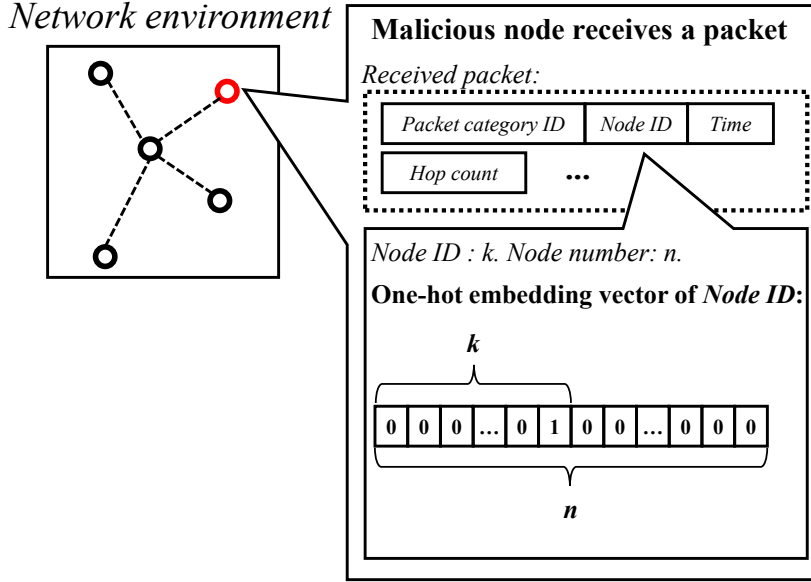 Network environment
Malicious node receives a packet
Received packet:
Packet category ID Node ID Time
Hop count ...
Node ID : k. Node number: n.
One-hot embedding vector of Node ID:
k
0 0 0 ... 0 1 0 0 ... 0 0 0
n